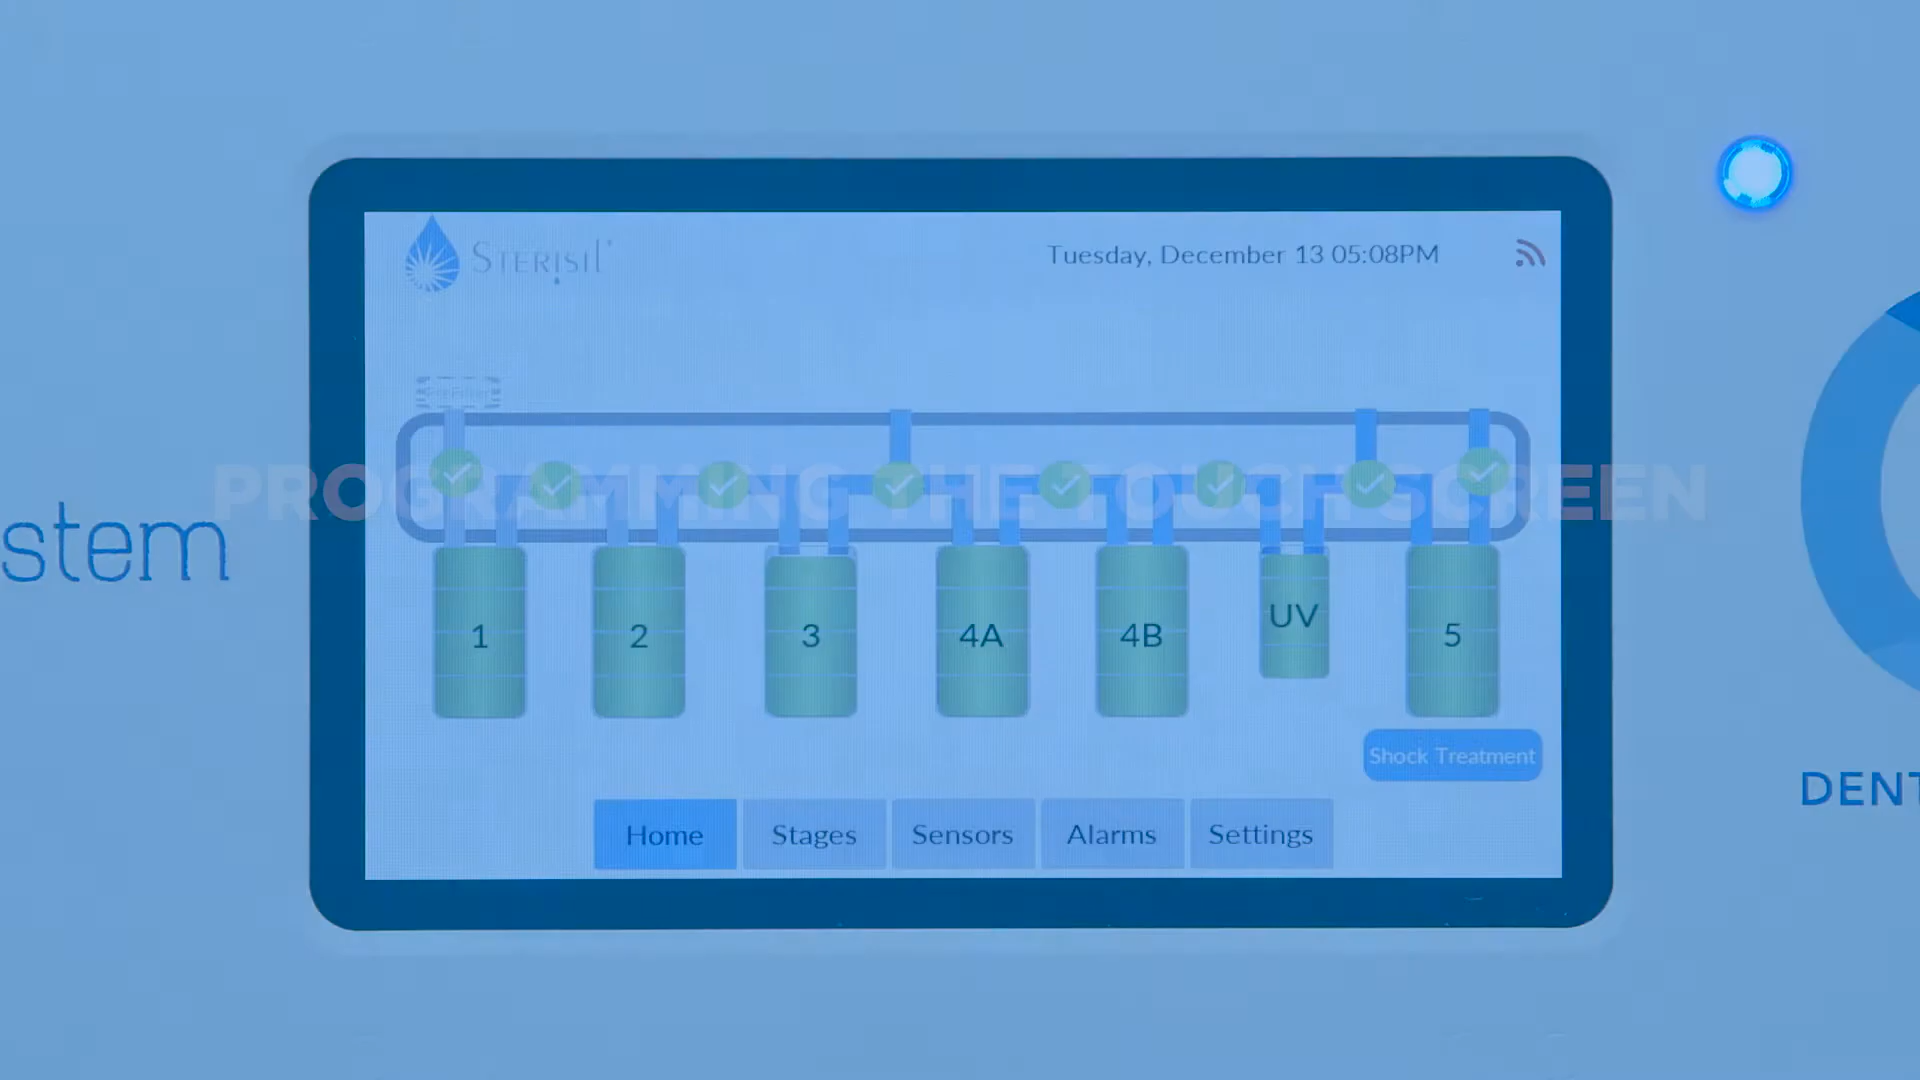 STERISIL
Tuesday, December 13 05:08PM
PROGRAMMING THE TOUCH SCREEN
stem
1
2
3
4A
4B
UV
5
Shock Treatment
DENT
Home
Stages
Sensors
Alarms
Settings